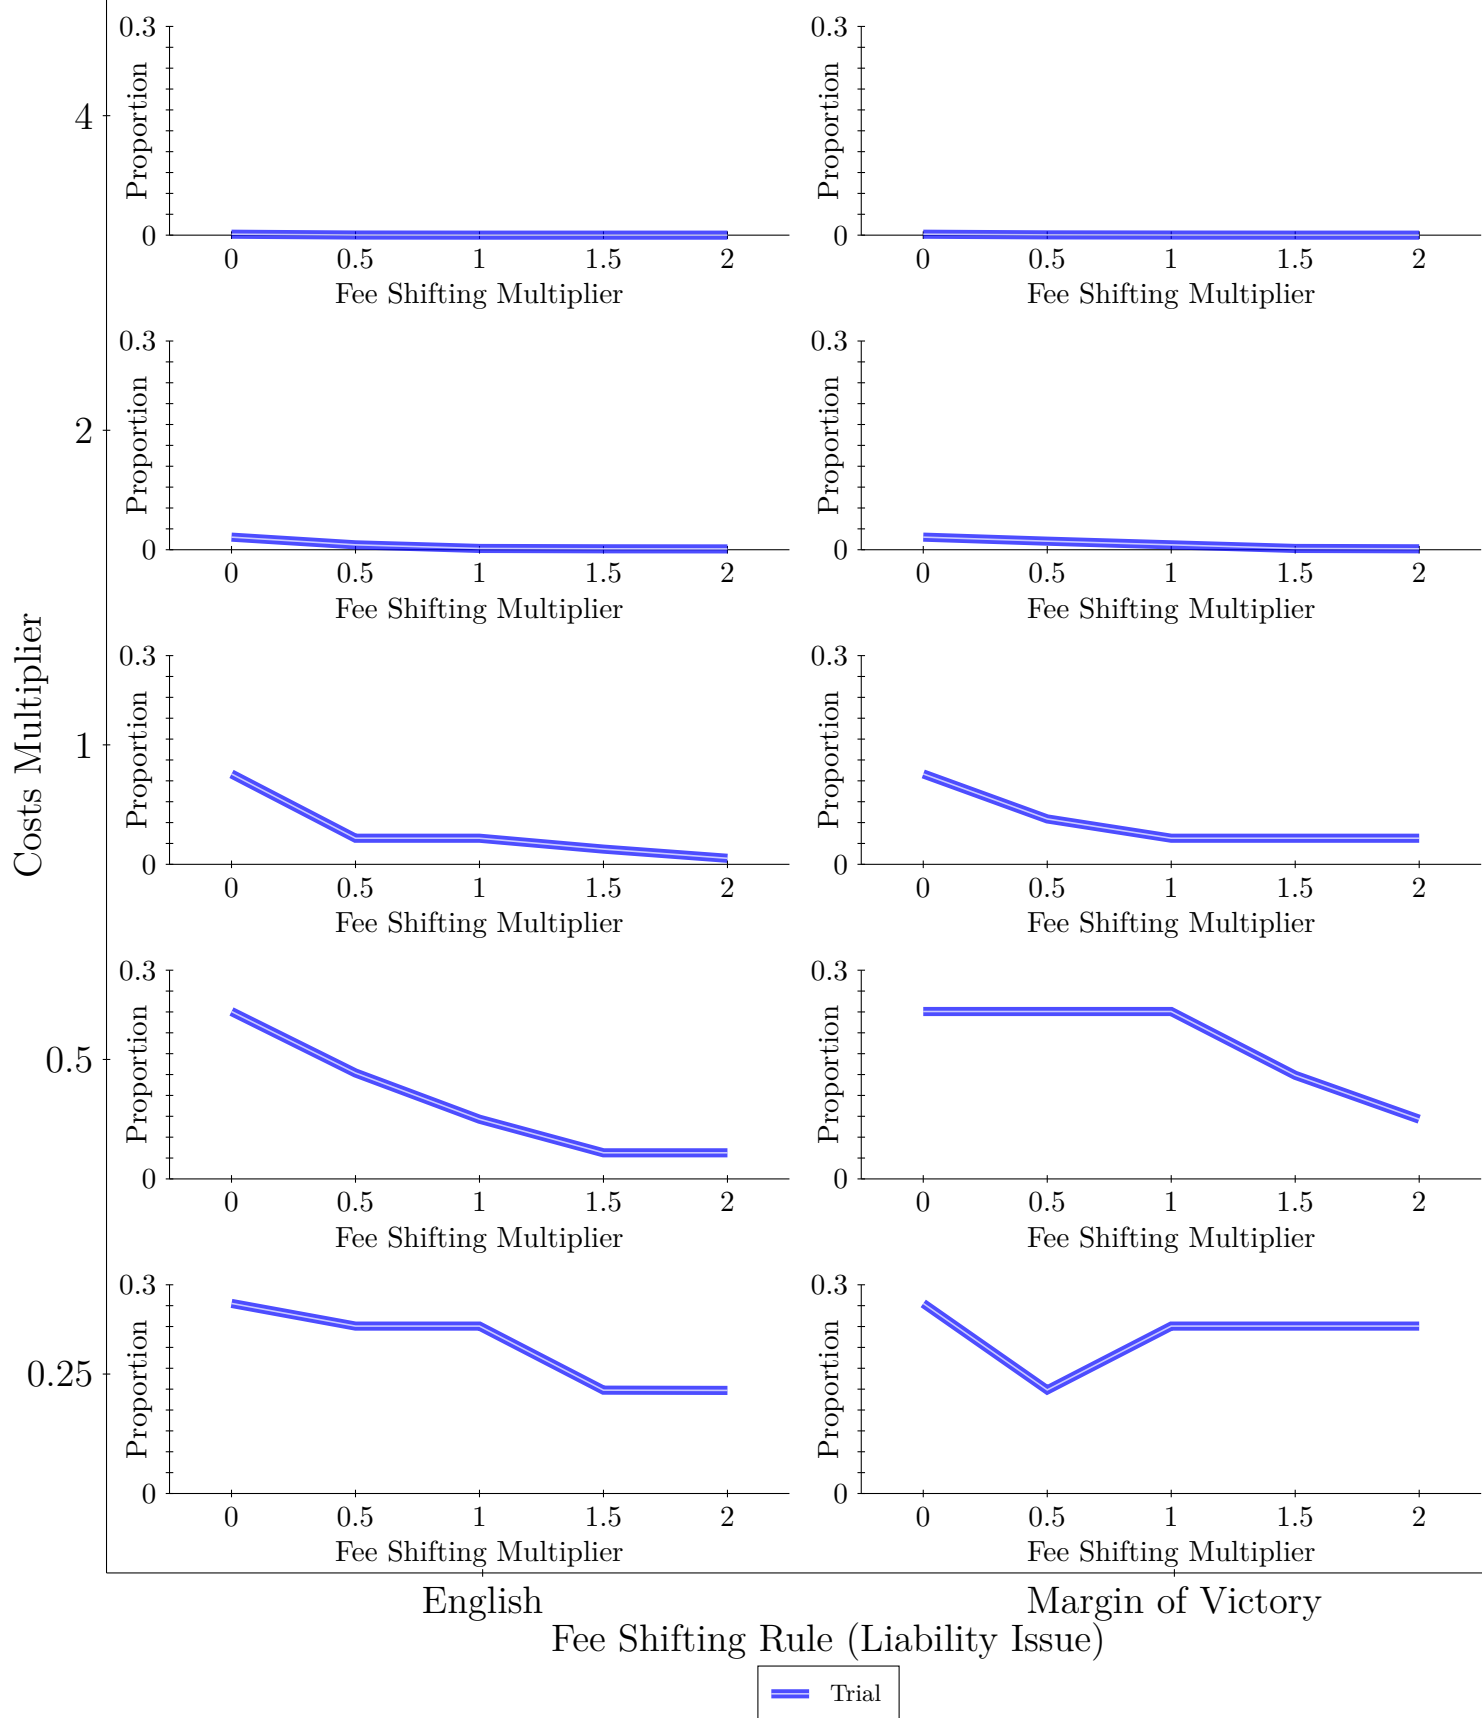 Costs Multiplier
4
0.3
Proportion
0
0 0.5 1 1.5 2
Fee Shifting Multiplier
0.3
Proportion
0
0 0.5 1 1.5 2
Fee Shifting Multiplier
2
0.3
Proportion
0
0 0.5 1 1.5 2
Fee Shifting Multiplier
0.3
Proportion
0
0 0.5 1 1.5 2
Fee Shifting Multiplier
1
0.3
Proportion
0
0 0.5 1 1.5 2
Fee Shifting Multiplier
0.3
Proportion
0
0 0.5 1 1.5 2
Fee Shifting Multiplier
0.5
0.3
Proportion
0
0 0.5 1 1.5 2
Fee Shifting Multiplier
0.3
Proportion
0
0 0.5 1 1.5 2
Fee Shifting Multiplier
0.25
0.3
Proportion
0
0 0.5 1 1.5 2
Fee Shifting Multiplier
0.3
Proportion
0
0 0.5 1 1.5 2
Fee Shifting Multiplier
English
Margin of Victory
Fee Shifting Rule (Liability Issue)
Trial